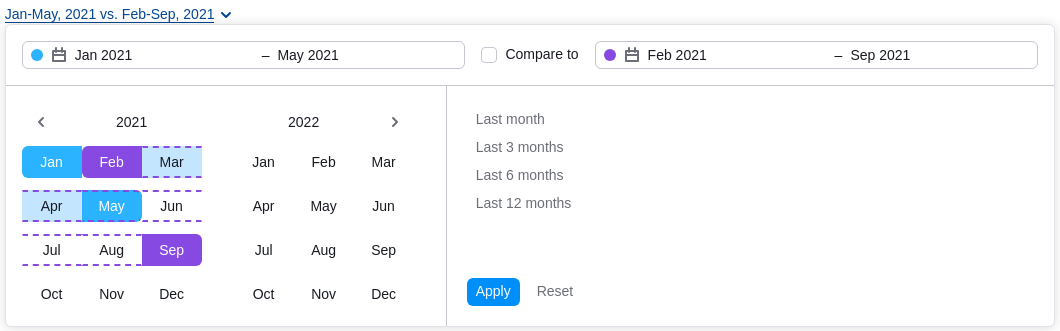 Jan-May, 2021 vs. Feb-Sep, 2021
Jan 2021 – May 2021 Compare to Feb 2021 – Sep 2021
2021 2022
Jan Feb Mar Jan Feb Mar
Apr May Jun Apr May Jun
Jul Aug Sep Jul Aug Sep
Oct Nov Dec Oct Nov Dec
Last month
Last 3 months
Last 6 months
Last 12 months
Apply Reset